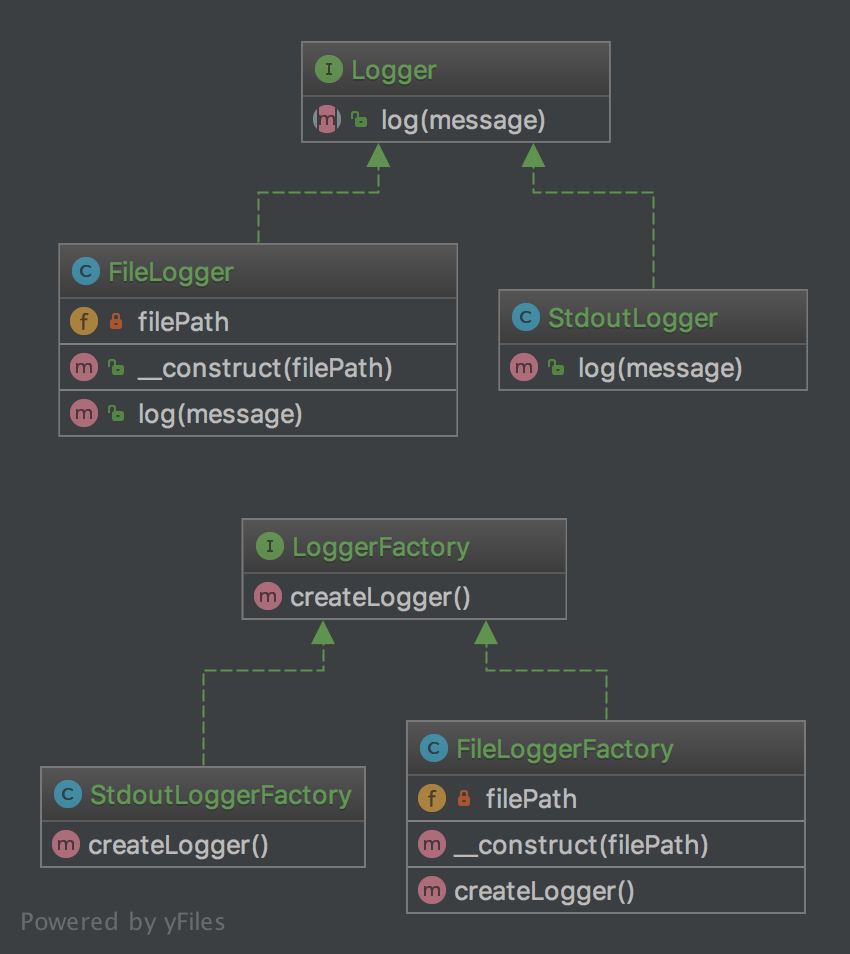 I Logger
m log(message)
C FileLogger
f filePath
m __construct(filePath)
m log(message)
C StdoutLogger
m log(message)
I LoggerFactory
m createLogger()
C StdoutLoggerFactory
m createLogger()
C FileLoggerFactory
f filePath
m __construct(filePath)
m createLogger()
Powered by yFiles